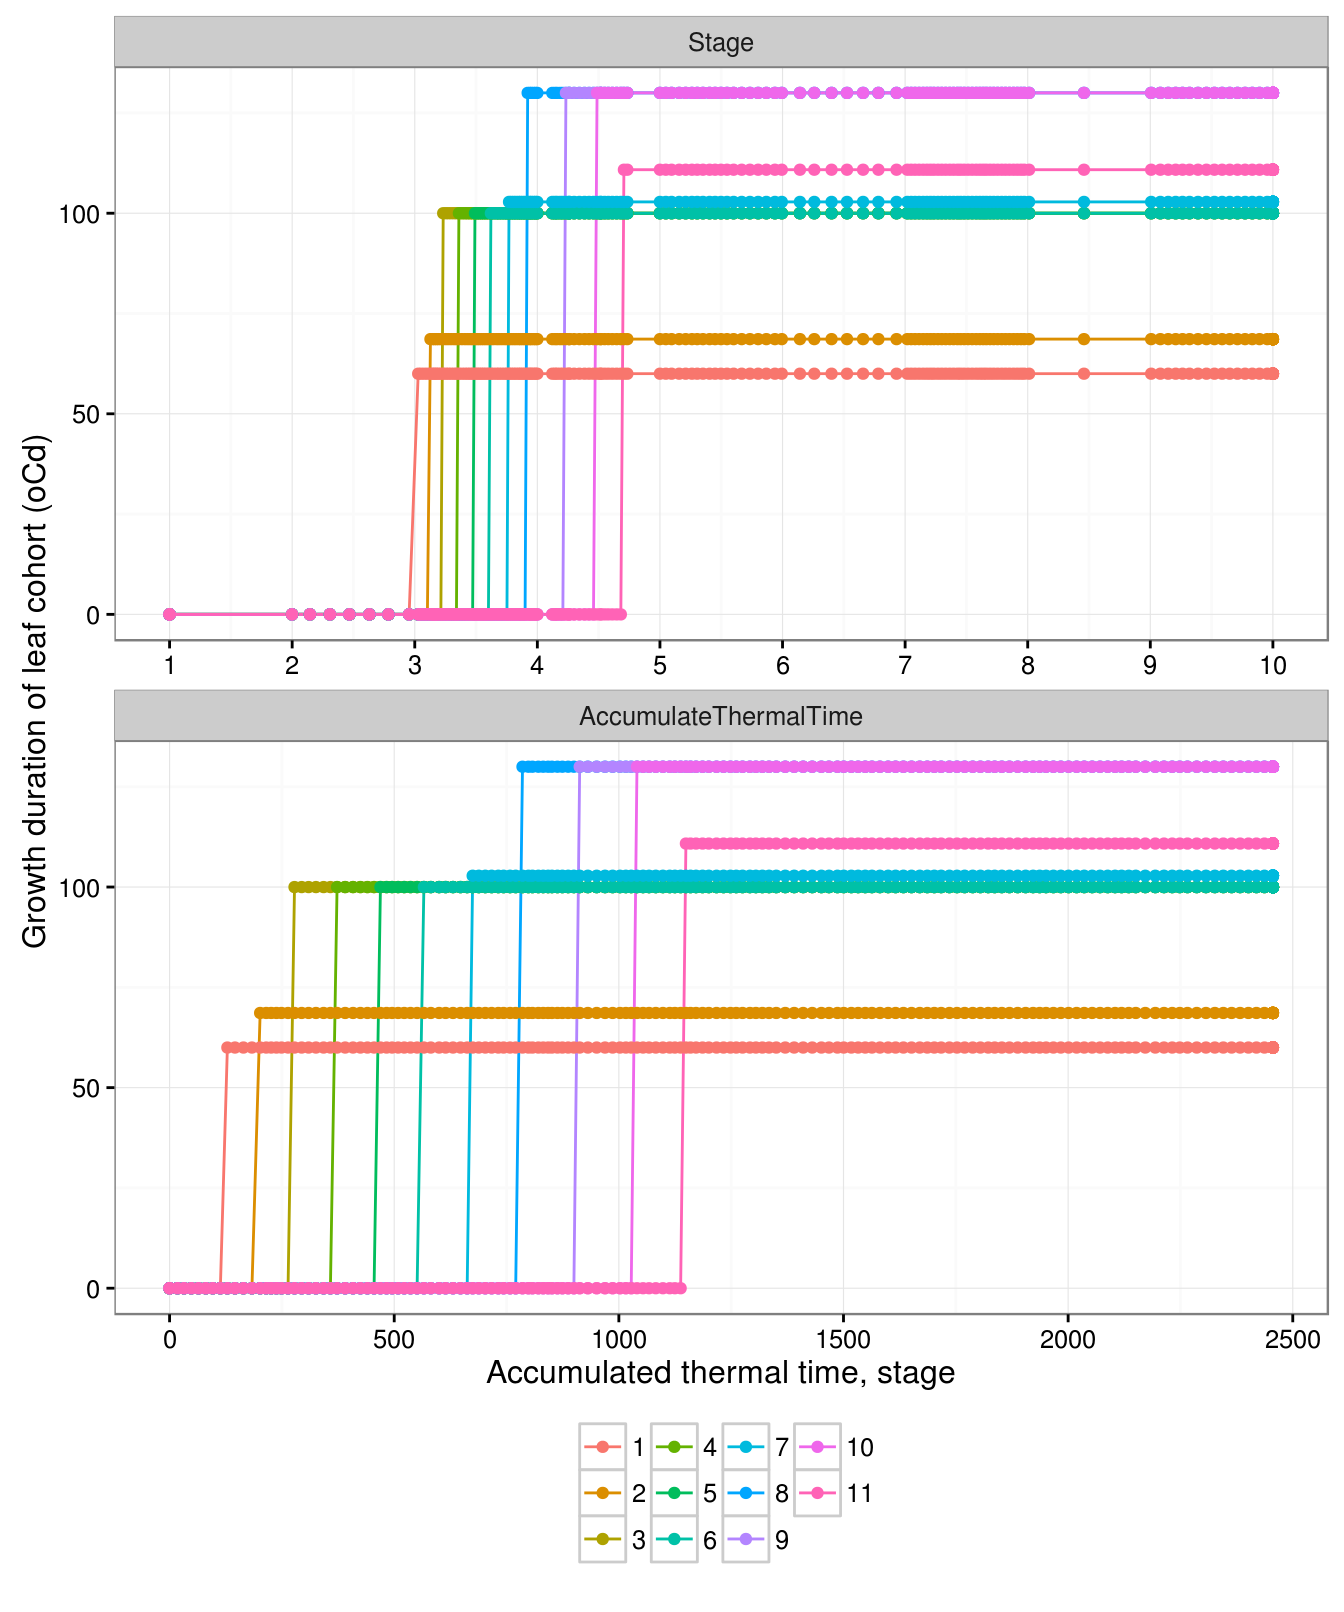 Stage
100
50
0
1 2 3 4 5 6 7 8 9 10
Growth duration of leaf cohort (oCd)
AccumulateThermalTime
100
50
0
0 500 1000 1500 2000 2500
Accumulated thermal time, stage
1 4 7 10
2 5 8 11
3 6 9